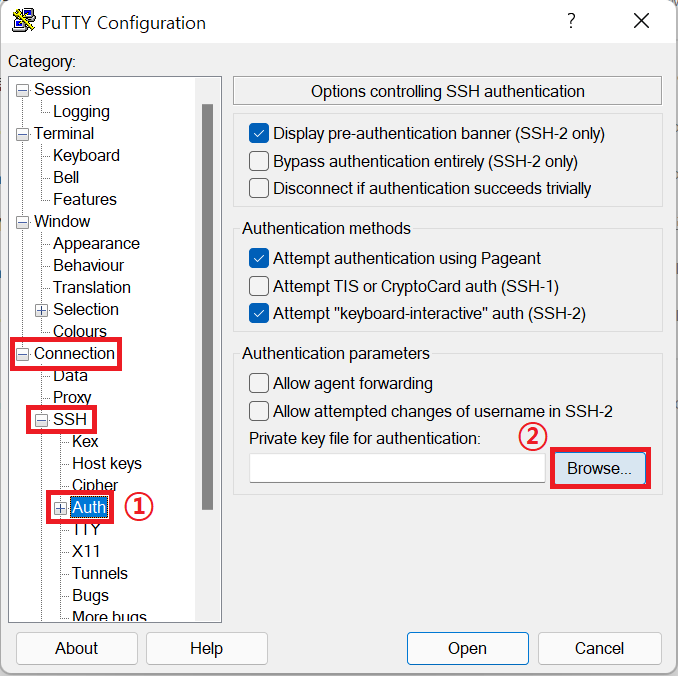 PuTTY Configuration
?
Category:
Session
Logging
Terminal
Keyboard
Bell
Features
Window
Appearance
Behaviour
Translation
Selection
Colours
Connection
Data
Proxy
SSH
Kex
Host keys
Cipher
Auth ①
TTY
X11
Tunnels
Bugs
More bugs
Options controlling SSH authentication
Display pre-authentication banner (SSH-2 only)
Bypass authentication entirely (SSH-2 only)
Disconnect if authentication succeeds trivially
Authentication methods
Attempt authentication using Pageant
Attempt TIS or CryptoCard auth (SSH-1)
Attempt "keyboard-interactive" auth (SSH-2)
Authentication parameters
Allow agent forwarding
Allow attempted changes of username in SSH-2
Private key file for authentication: ②
Browse...
About
Help
Open
Cancel